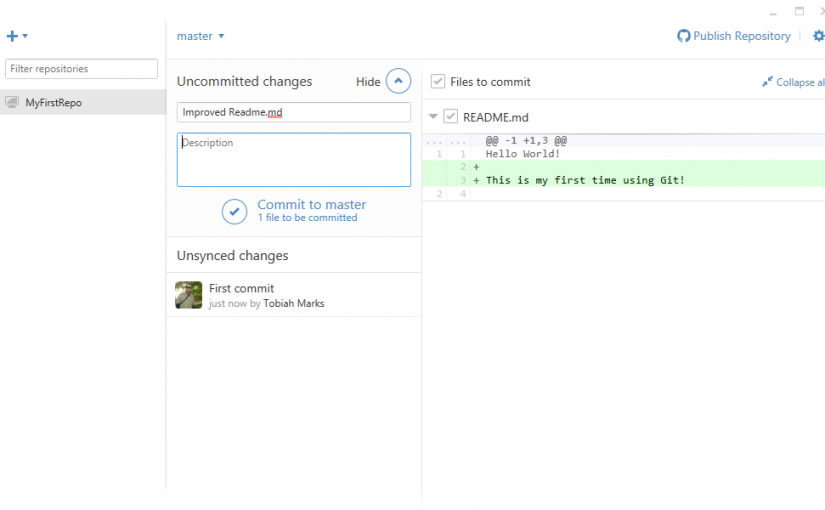 master
Publish Repository
Filter repositories
MyFirstRepo
Uncommitted changes
Hide
Improved Readme.md
Description
Commit to master
1 file to be committed
Unsynced changes
First commit
just now by Tobiah Marks
Files to commit
Collapse al
README.md
... ... @@ -1 +1,3 @@
1 1 Hello World!
2 +
3 + This is my first time using Git!
2 4